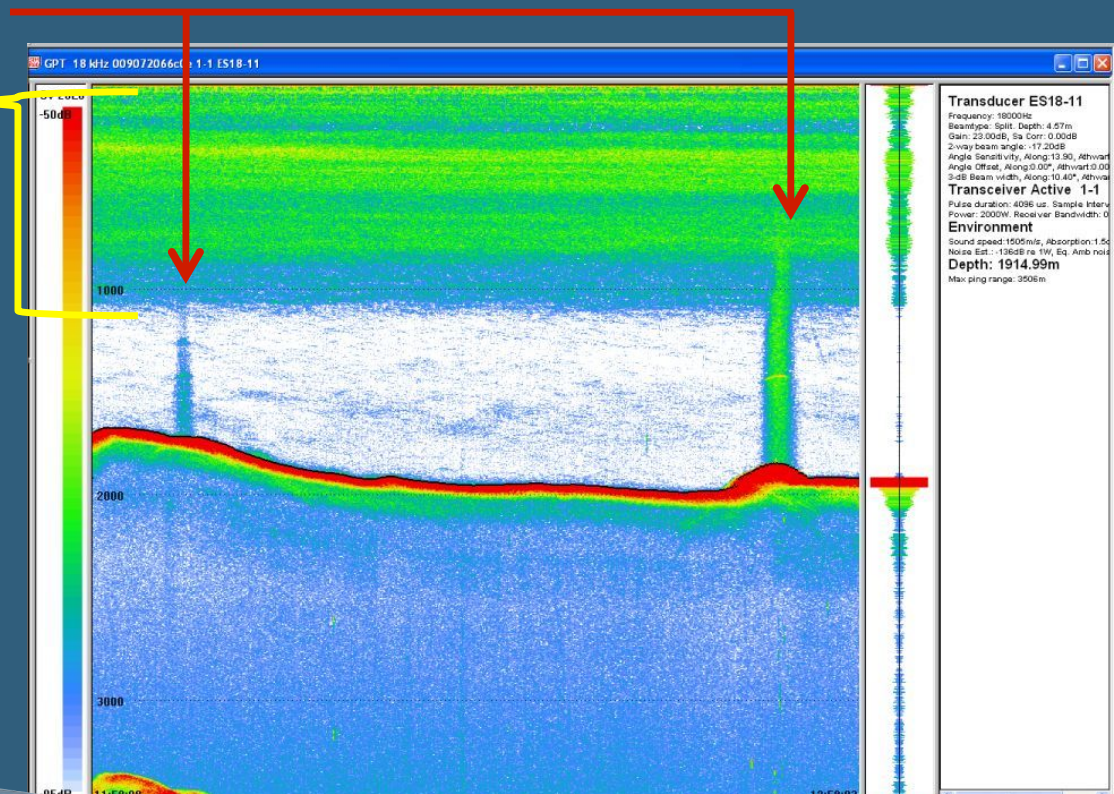 GPT 18 kHz 009072066c0e 1-1 ES18-11
-50dB
1000
2000
3000
Transducer ES18-11
Frequency: 18000Hz
Beamtype: Split. Depth: 4.57m
Gain: 23.00dB, Sa Corr: 0.00dB
2-way beam angle: -17.20dB
Angle Sensitivity, Along:13.90, Athwart
Angle Offset, Along:0.00°, Athwart:0.00
3-dB Beam width, Along:10.40°, Athwar
Transceiver Active 1-1
Pulse duration: 4096 us. Sample Interv
Power: 2000W. Receiver Bandwidth: 0
Environment
Sound speed:1505m/s, Absorption:1.5
Noise Est.: -136dB re 1W, Eq. Amb nois
Depth: 1914.99m
Max ping range: 3506m